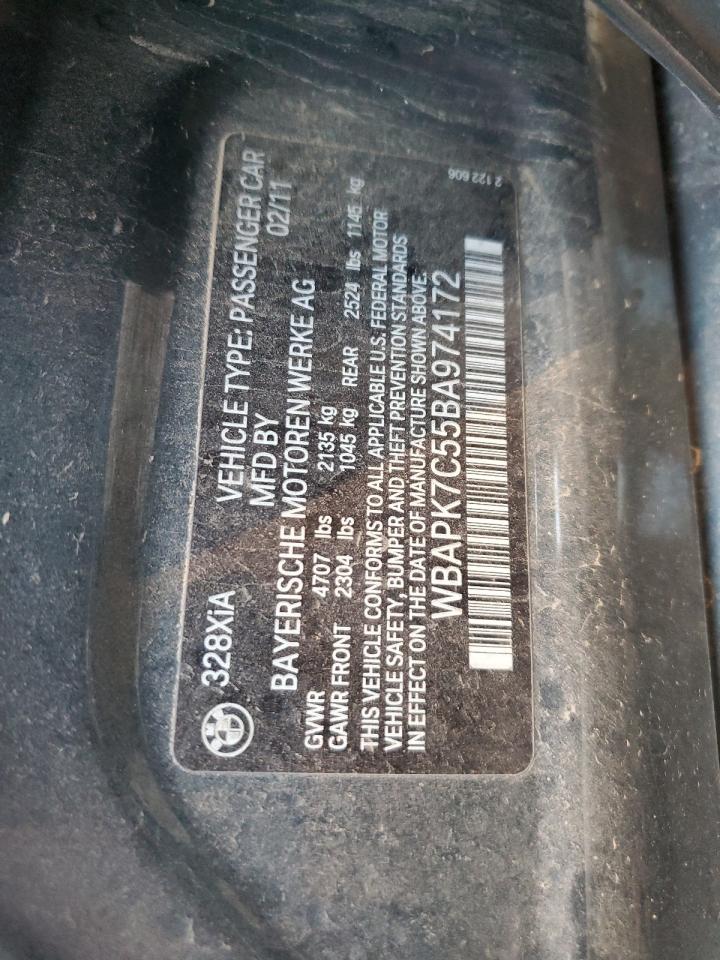 328XiA VEHICLE TYPE: PASSENGER CAR
MFD BY 02/11
BAYERISCHE MOTOREN WERKE AG
GVWR 4707 lbs 2135 kg
GAWR FRONT 2304 lbs 1045 kg REAR 2524 lbs 1145 kg
THIS VEHICLE CONFORMS TO ALL APPLICABLE U.S. FEDERAL MOTOR
VEHICLE SAFETY, BUMPER AND THEFT PREVENTION STANDARDS
IN EFFECT ON THE DATE OF MANUFACTURE SHOWN ABOVE.
WBAPK7C55BA974172
2 122 606